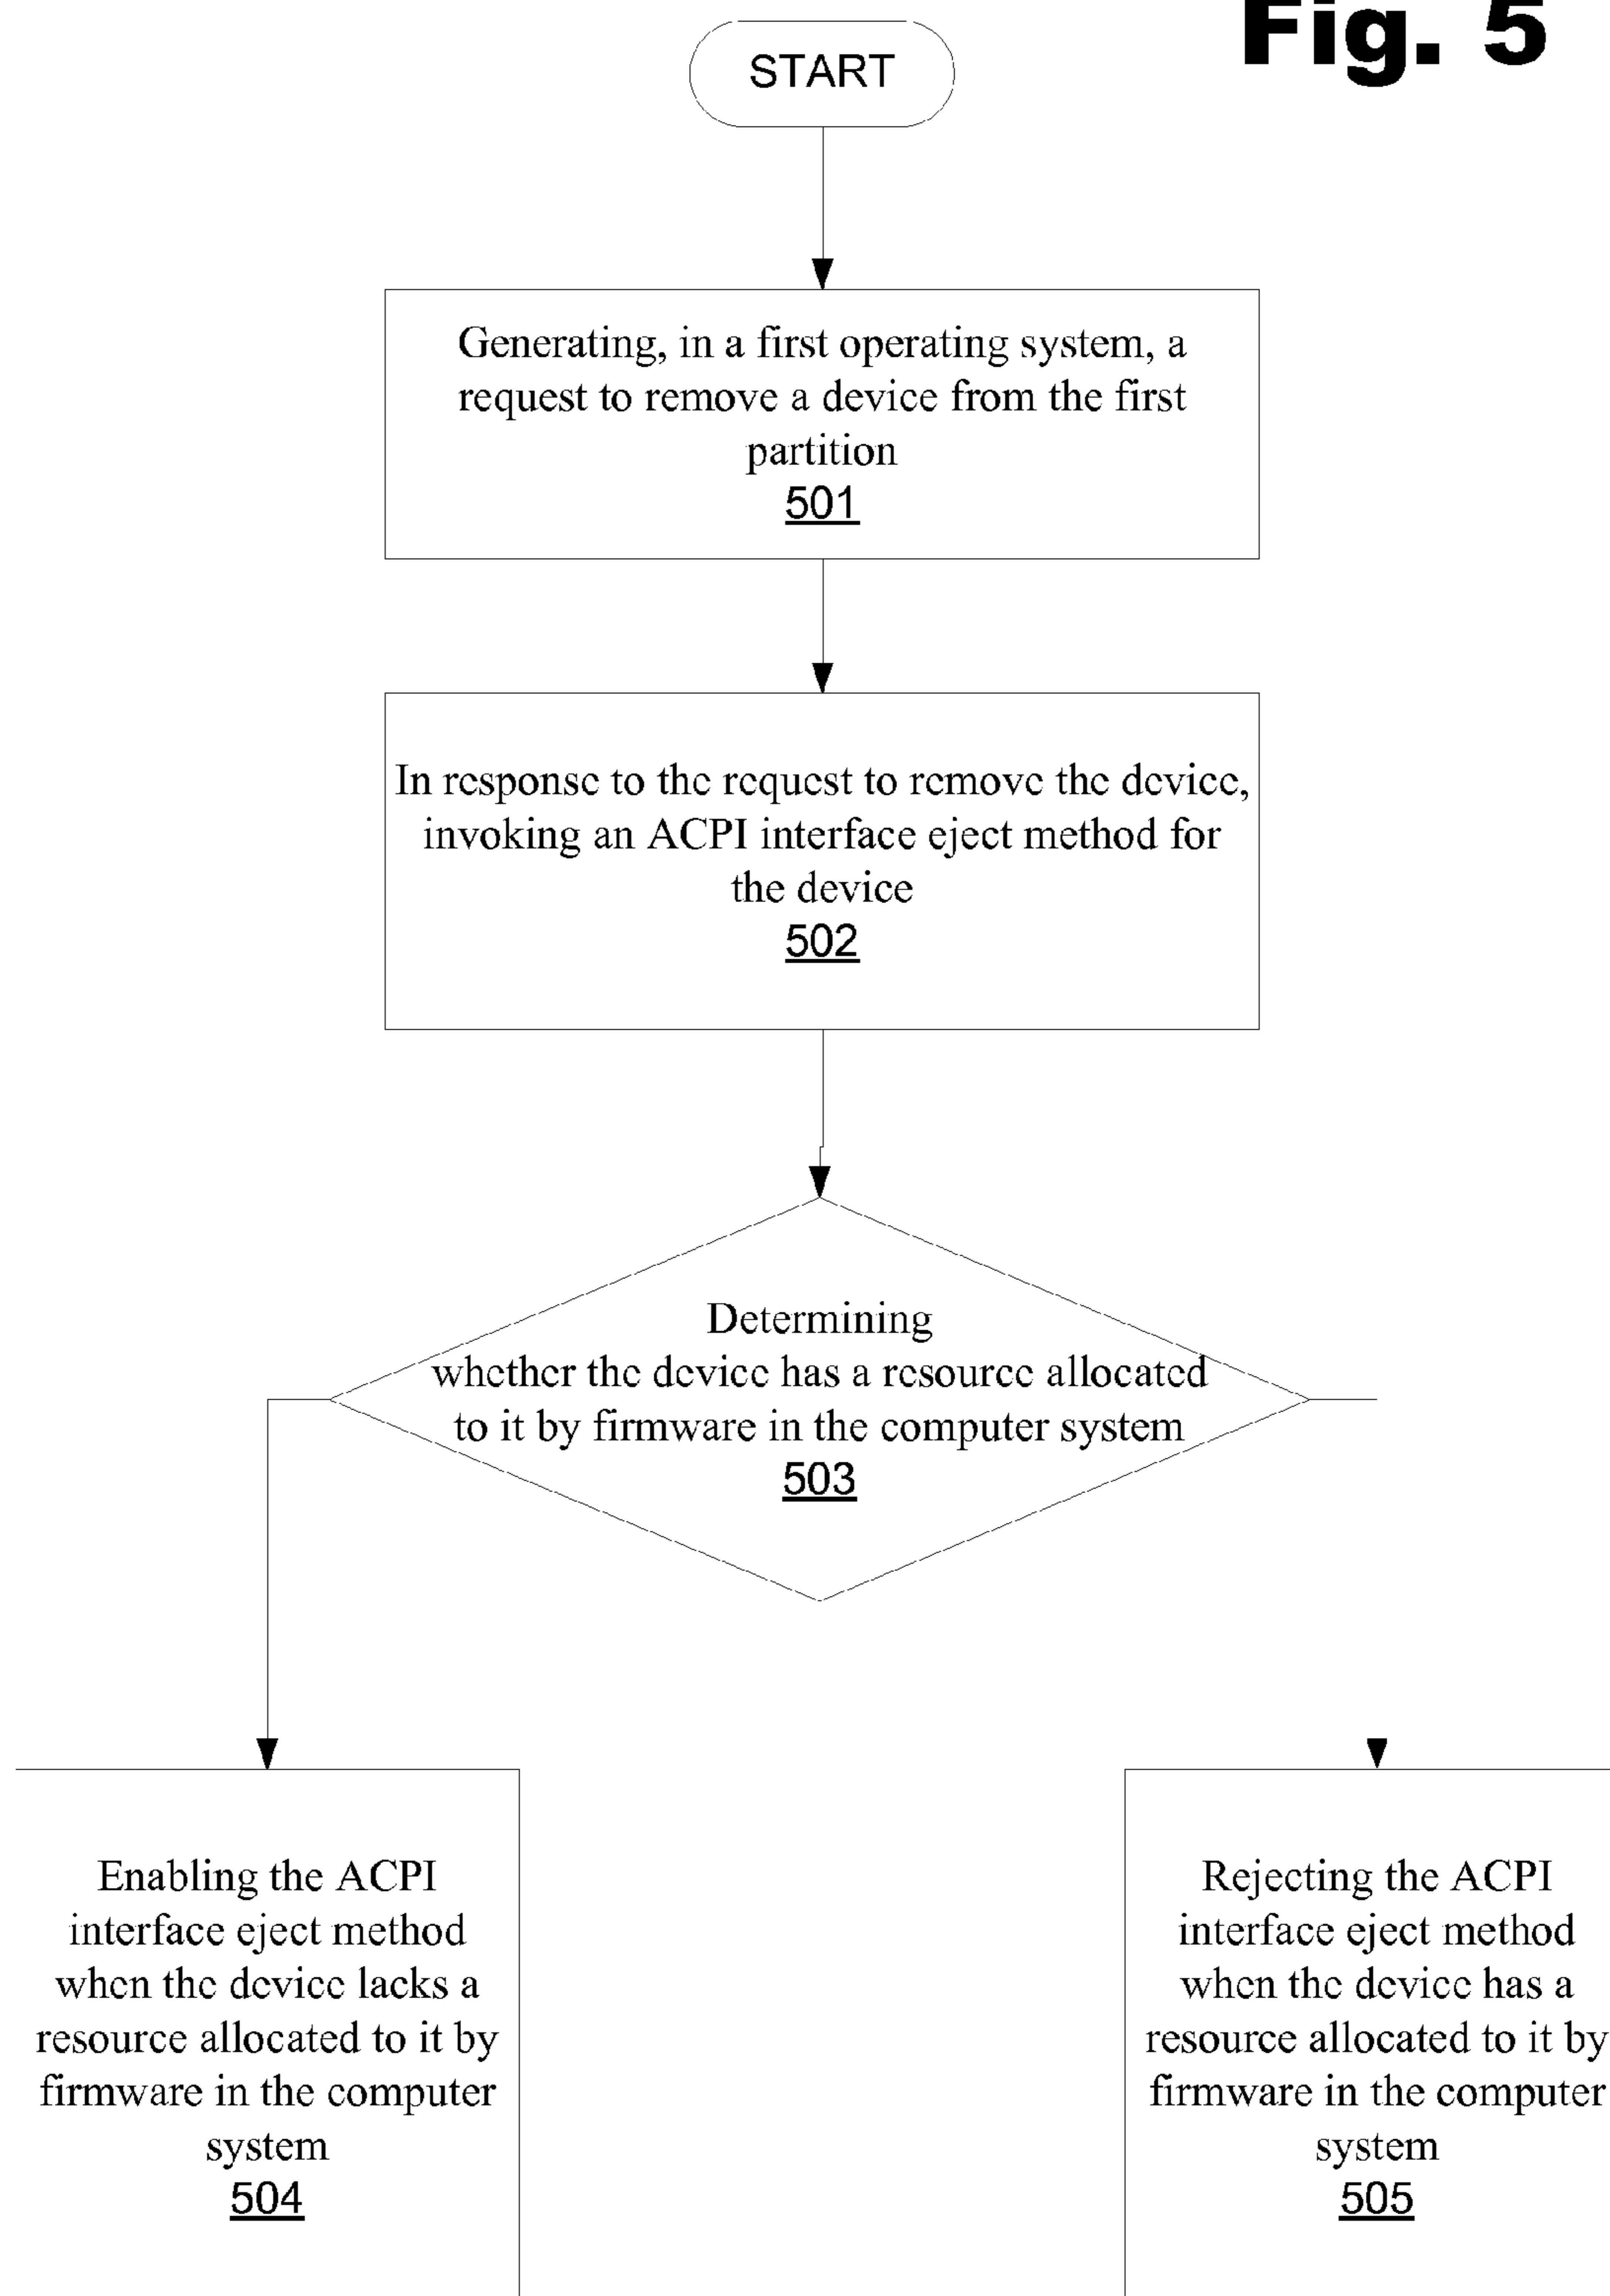 Fig. 5
START
Generating, in a first operating system, a
request to remove a device from the first
partition
501
In response to the request to remove the device,
invoking an ACPI interface eject method for
the device
502
Determining
whether the device has a resource allocated
to it by firmware in the computer system
503
Enabling the ACPI
interface eject method
when the device lacks a
resource allocated to it by
firmware in the computer
system
504
Rejecting the ACPI
interface eject method
when the device has a
resource allocated to it by
firmware in the computer
system
505